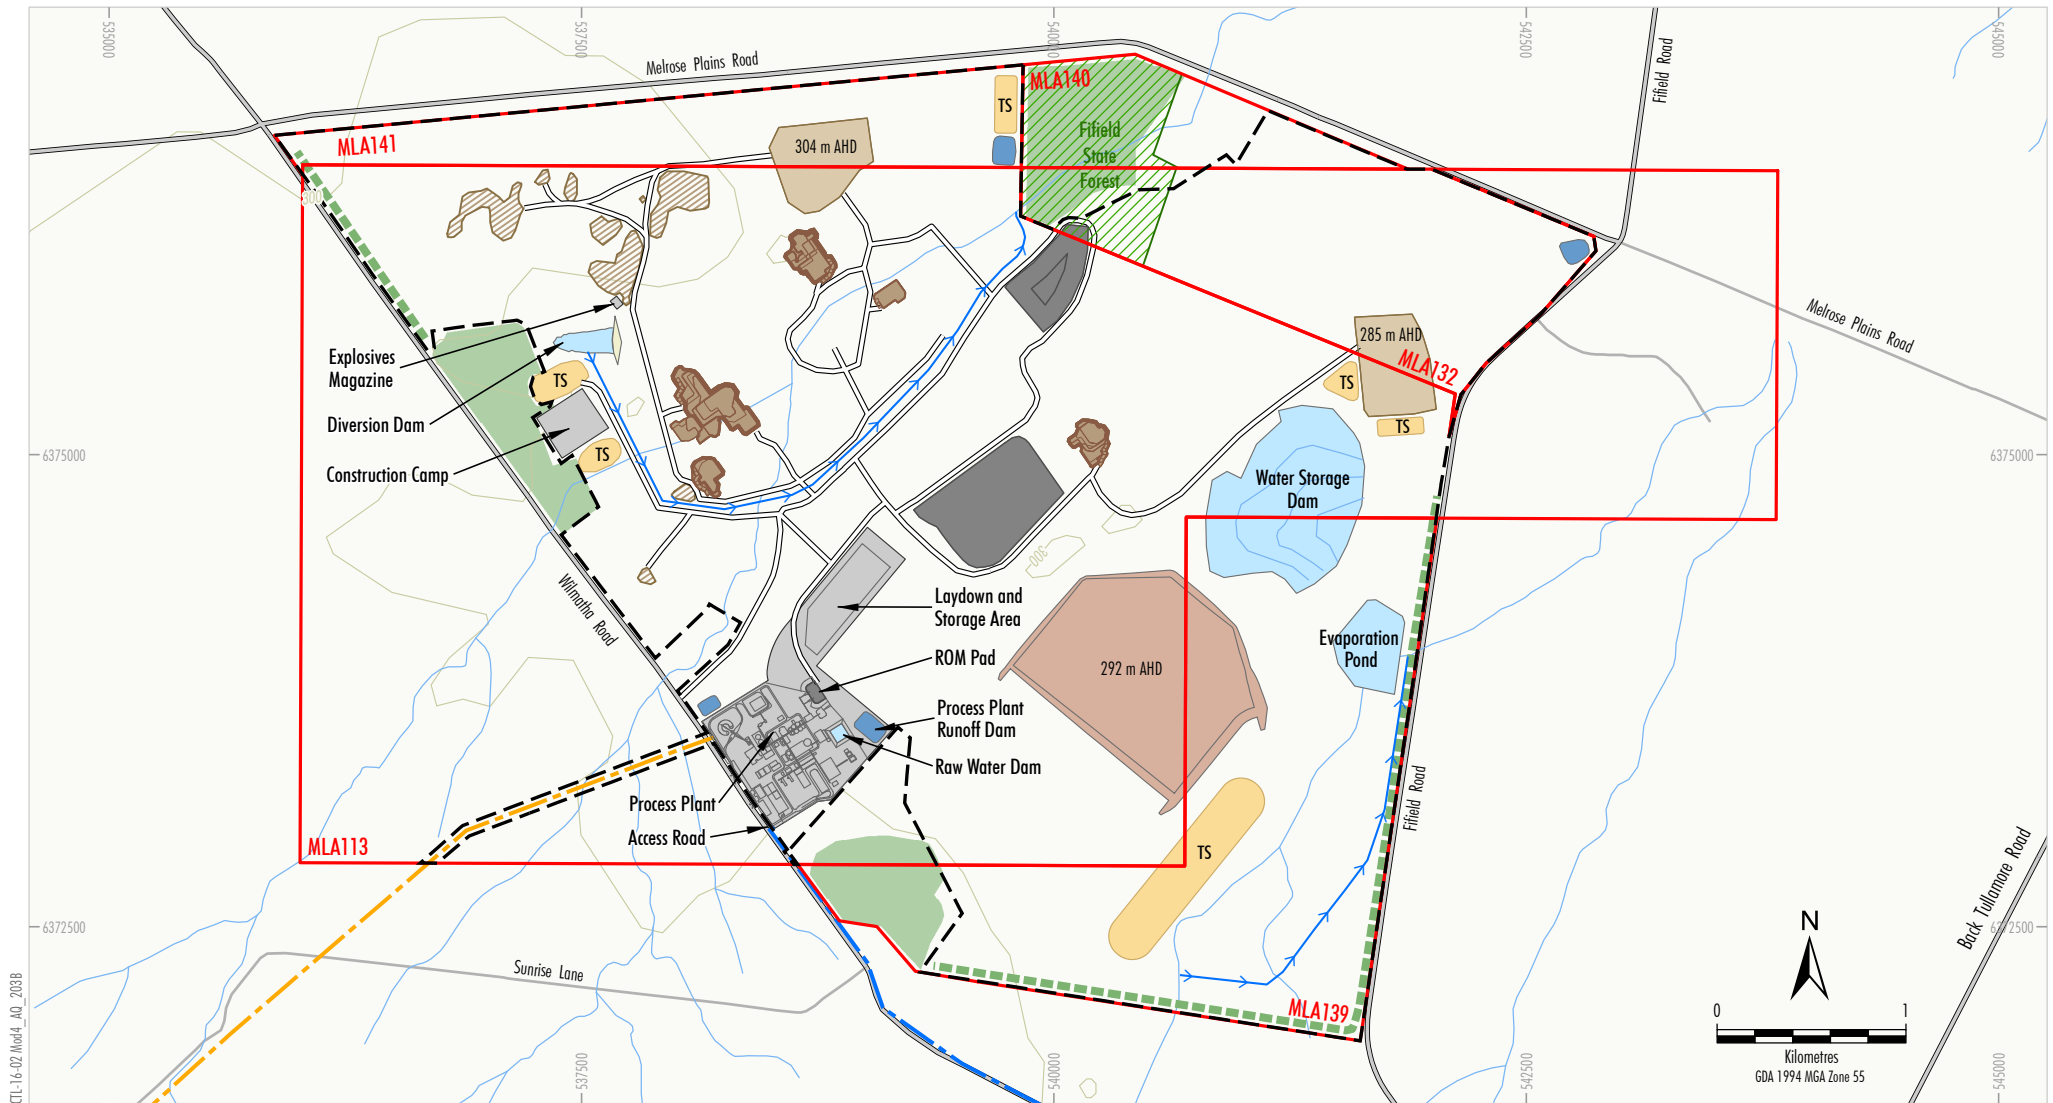 535000
537500
540000
542500
545000
Melrose Plains Road
Fifield Road
MLA140
TS
MLA141
304 m AHD
Fifield
State
Forest
300
Melrose Plains Road
285 m AHD
MLA132
Explosives
Magazine
TS
TS
Diversion Dam
TS
6375000
TS
6375000
Construction Camp
Water Storage
Dam
300
Wilmatha Road
Laydown and
Storage Area
Evaporation
Pond
ROM Pad
292 m AHD
Process Plant
Runoff Dam
Raw Water Dam
Process Plant
Access Road
Fifield Road
MLA113
TS
Back Tullamore Road
6372500
6372500
N
Sunrise Lane
MLA139
0 1
Kilometres
GDA 1994 MGA Zone 55
537500
540000
542500
545000
CTL-16-02 Mod4_AQ_203B